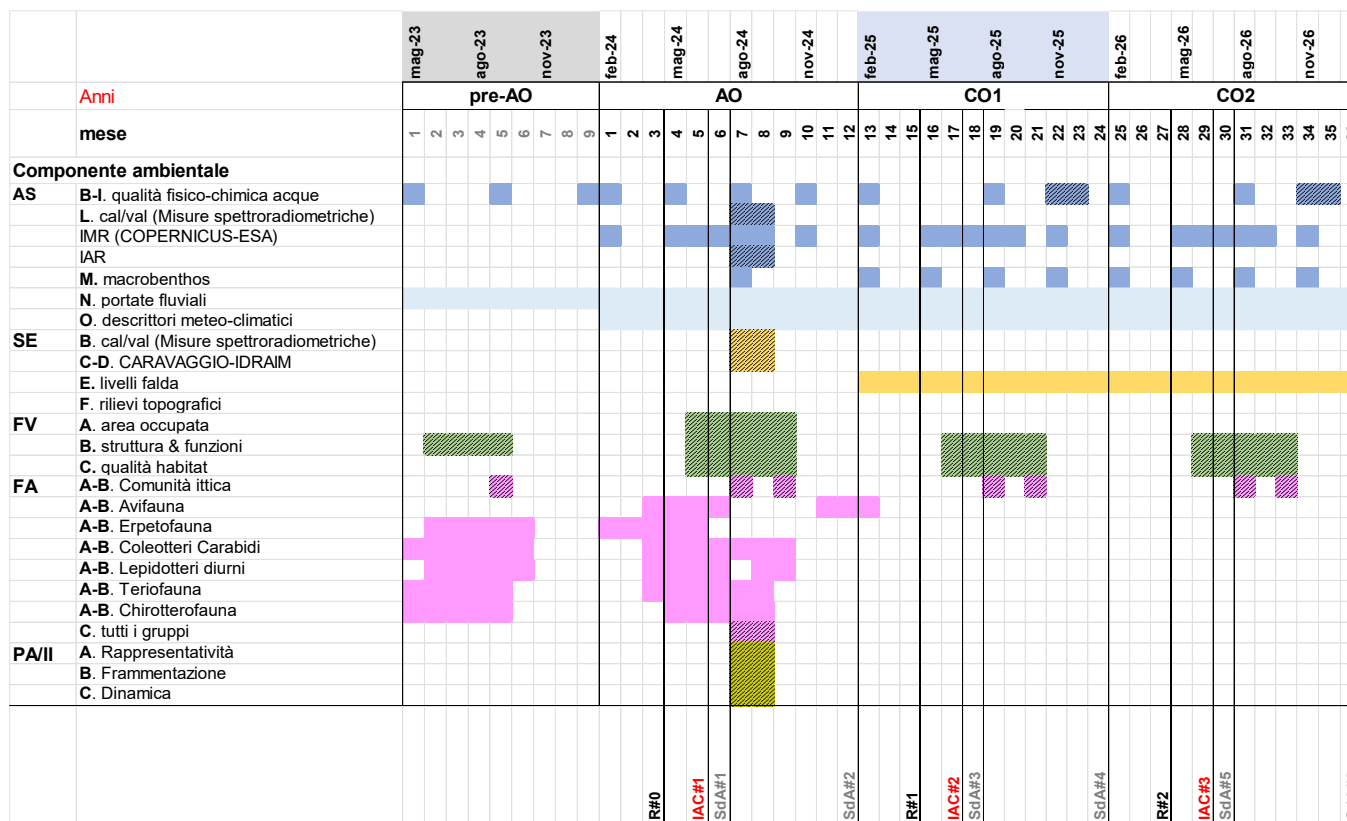 mag-23 ago-23 nov-23 feb-24 mag-24 ago-24 nov-24 feb-25 mag-25 ago-25 nov-25 feb-26 mag-26 ago-26 nov-26
Anni pre-AO AO CO1 CO2
mese 1 2 3 4 5 6 7 8 9 1 2 3 4 5 6 7 8 9 10 11 12 13 14 15 16 17 18 19 20 21 22 23 24 25 26 27 28 29 30 31 32 33 34 35
Componente ambientale
AS B-I. qualità fisico-chimica acque
L. cal/val (Misure spettroradiometriche)
IMR (COPERNICUS-ESA)
IAR
M. macrobenthos
N. portate fluviali
O. descrittori meteo-climatici
SE B. cal/val (Misure spettroradiometriche)
C-D. CARAVAGGIO-IDRAIM
E. livelli falda
F. rilievi topografici
FV A. area occupata
B. struttura & funzioni
C. qualità habitat
FA A-B. Comunità ittica
A-B. Avifauna
A-B. Erpetofauna
A-B. Coleotteri Carabidi
A-B. Lepidotteri diurni
A-B. Teriofauna
A-B. Chirotterofauna
C. tutti i gruppi
PA/II A. Rappresentatività
B. Frammentazione
C. Dinamica
R#0 IAC#1 SdA#1 SdA#2 R#1 IAC#2 SdA#3 SdA#4 R#2 IAC#3 SdA#5